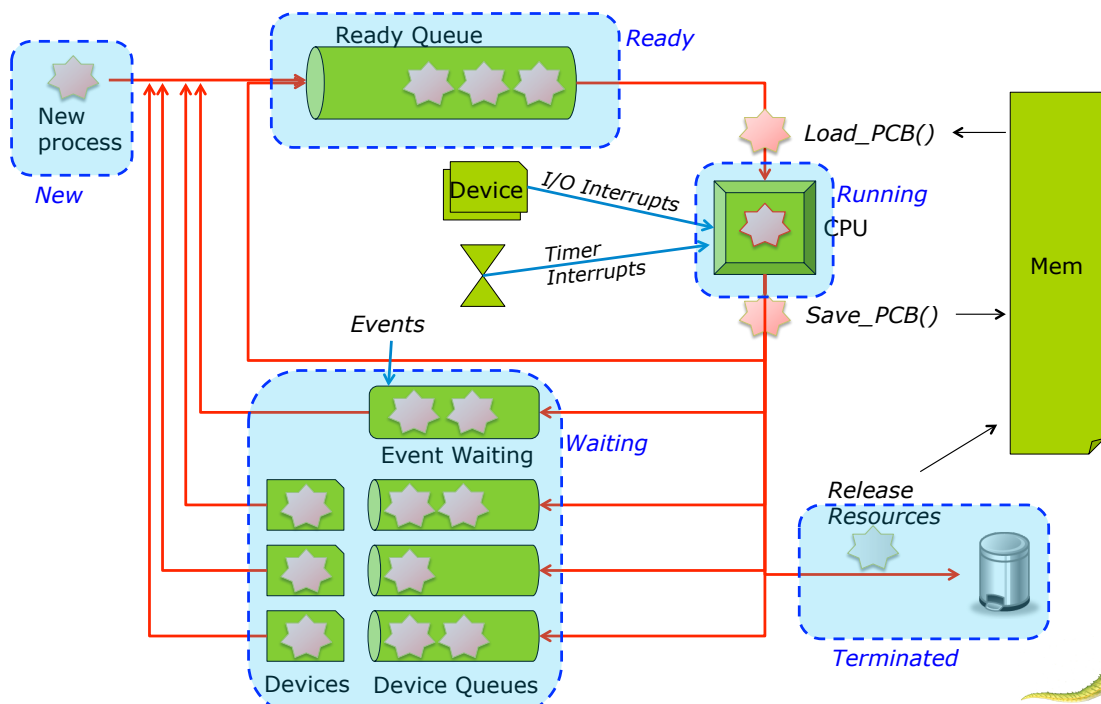 Ready Queue
Ready
New
process
New
Load_PCB()
Device
I/O Interrupts
Running
CPU
Timer
Interrupts
Mem
Save_PCB()
Events
Event Waiting
Waiting
Release
Resources
Devices
Device Queues
Terminated